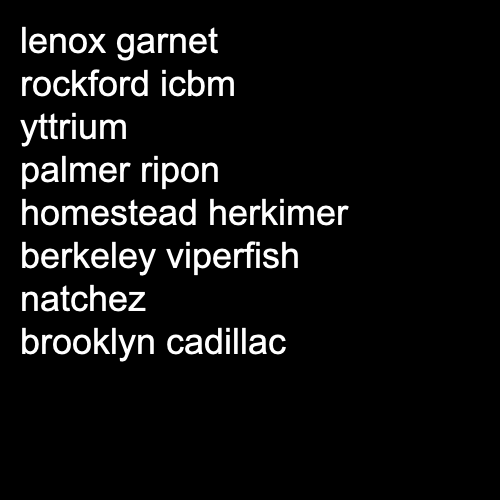 lenox garnet
rockford icbm
yttrium
palmer ripon
homestead herkimer
berkeley viperfish
natchez
brooklyn cadillac